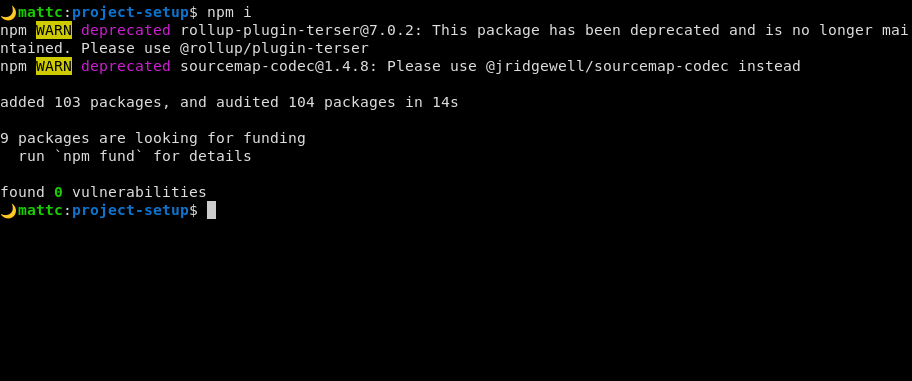 🌙mattc:project-setup$ npm i
npm WARN deprecated rollup-plugin-terser@7.0.2: This package has been deprecated and is no longer mai
ntained. Please use @rollup/plugin-terser
npm WARN deprecated sourcemap-codec@1.4.8: Please use @jridgewell/sourcemap-codec instead
added 103 packages, and audited 104 packages in 14s
9 packages are looking for funding
  run `npm fund` for details
found 0 vulnerabilities
🌙mattc:project-setup$